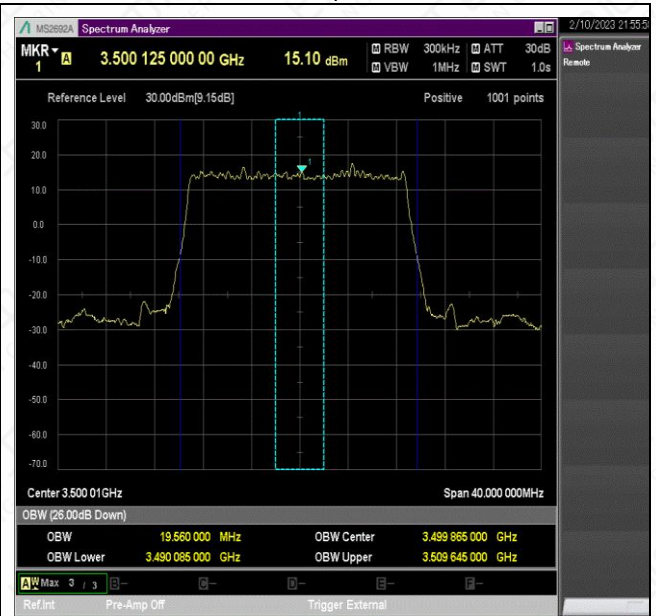 MS2692A Spectrum Analyzer 2/10/2023 21:55:5
MKR 1 A 3.500 125 000 00 GHz 15.10 dBm M RBW 300kHz M ATT 30dB
M VBW 1MHz M SWT 1.0s
Spectrum Analyzer
Remote
Reference Level 30.00dBm[9.15dB] Positive 1001 points
1
30.0
20.0
1
10.0
0.0
-10.0
-20.0
-30.0
-40.0
-50.0
-60.0
-70.0
Center 3.500 01GHz Span 40.000 000MHz
OBW (26.00dB Down)
OBW 19.560 000 MHz OBW Center 3.499 865 000 GHz
OBW Lower 3.490 085 000 GHz OBW Upper 3.509 645 000 GHz
A W Max 3 / 3 B- C- D- E- F-
Ref.Int Pre-Amp Off Trigger External